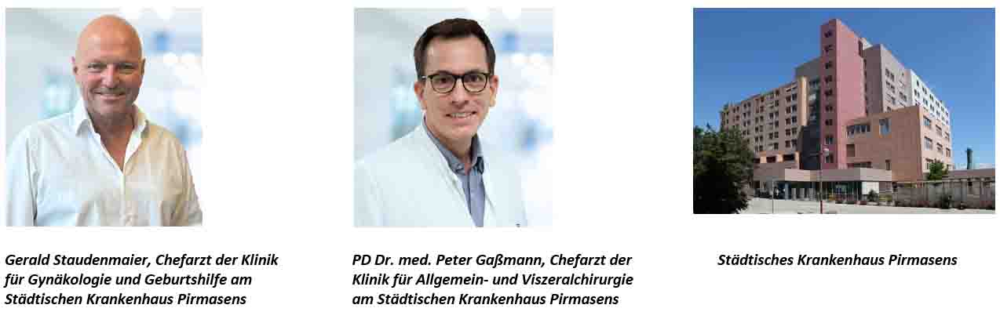 Gerald Staudenmaier, Chefarzt der Klinik
für Gynäkologie und Geburtshilfe am
Städtischen Krankenhaus Pirmasens
PD Dr. med. Peter Gaßmann, Chefarzt der
Klinik für Allgemein- und Viszeralchirurgie
am Städtischen Krankenhaus Pirmasens
Städtisches Krankenhaus Pirmasens